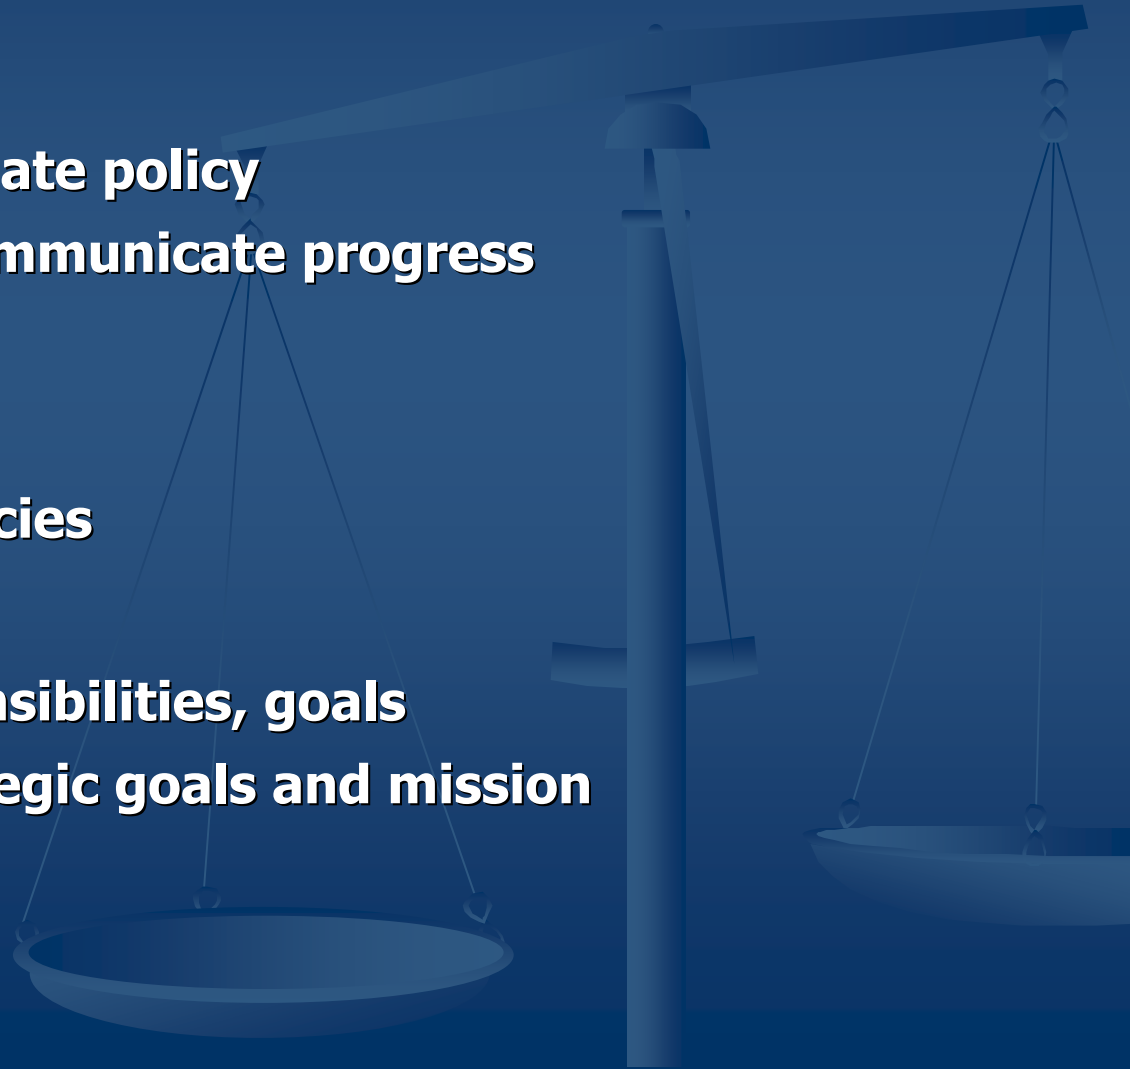 ate policy
mmunicate progress
cies
nsibilities, goals
egic goals and mission